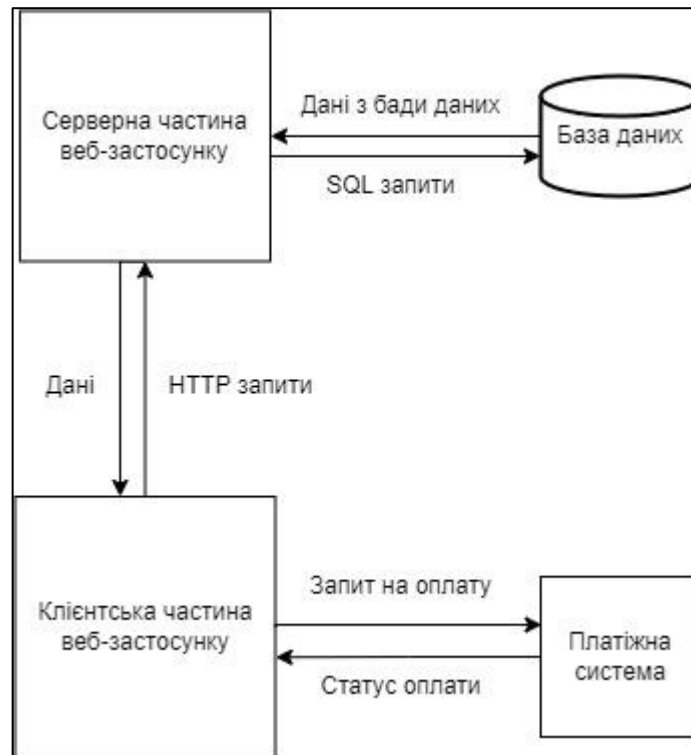 Серверна частина
веб-застосунку
Дані з бади даних
База даних
SQL запити
Дані
HTTP запити
Клієнтська частина
веб-застосунку
Запит на оплату
Платіжна
система
Статус оплати